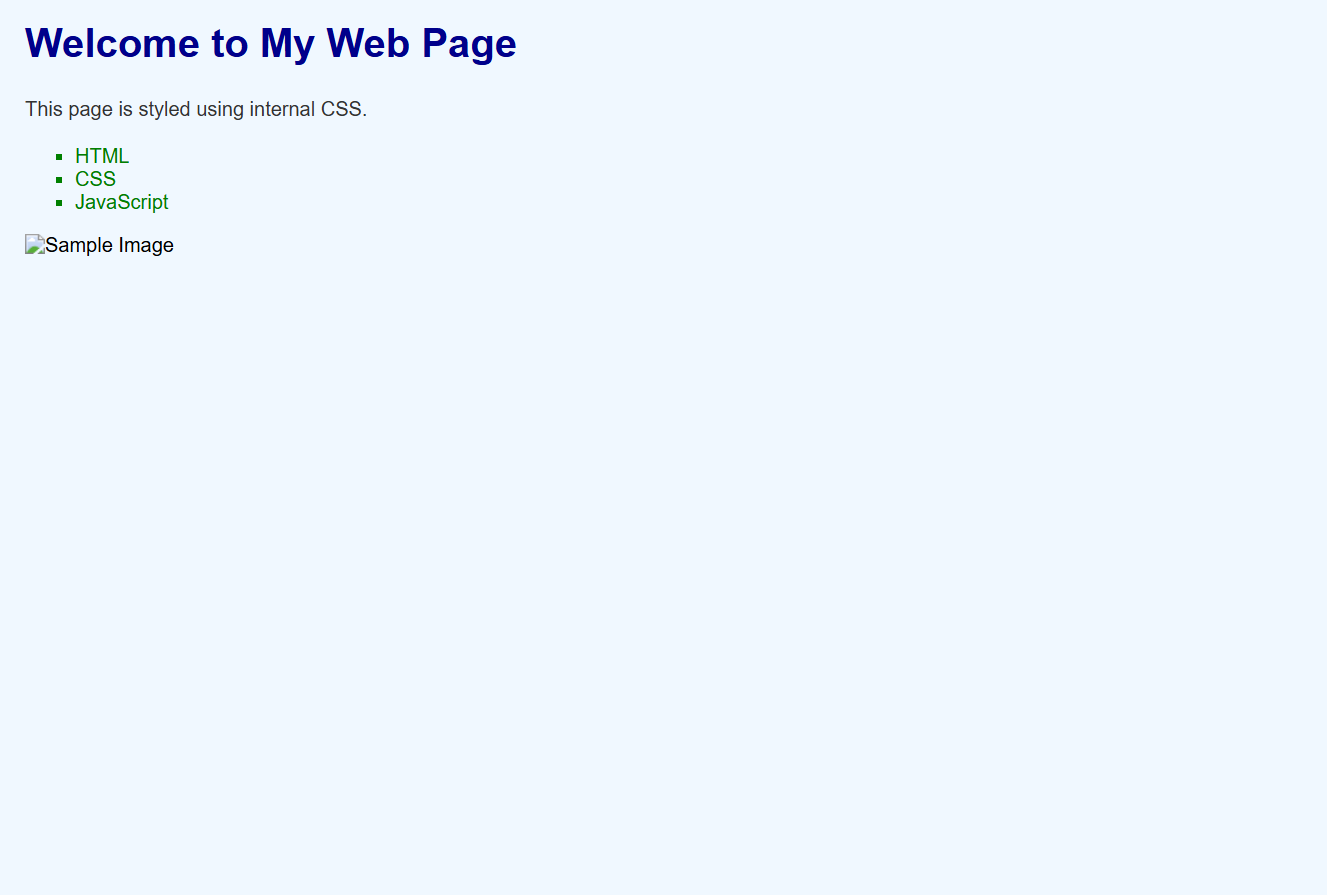 Welcome to My Web Page
This page is styled using internal CSS.
HTML
CSS
JavaScript
Sample Image